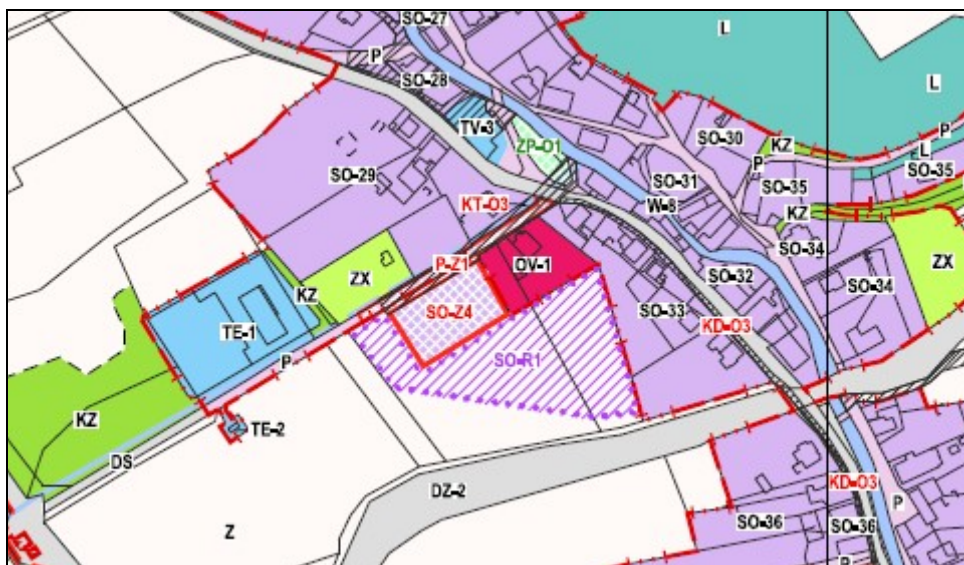 SO-27
L
P
SO-28
L
TV-3
ZP-O1
SO-30
KZ
P
L
P
SO-35
SO-29
SO-31
SO-35
KT-O3
W-8
KZ
P-Z1
OV-1
SO-34
ZX
ZX
KZ
SO-32
SO-34
SO-Z4
SO-33
TE-1
KD-O3
P
SO-R1
KZ
TE-2
DS
DZ-2
KD-O3
P
Z
SO-36
SO-36
P